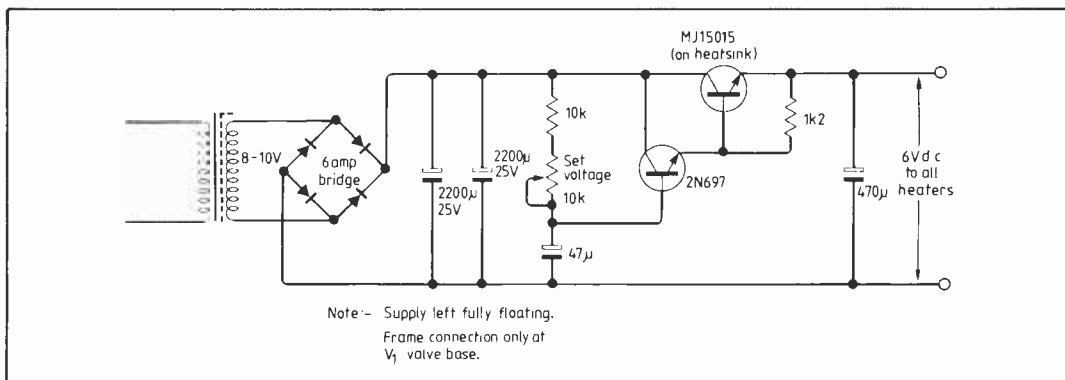 MJ15015
(on heatsink)
10k
1k2
8-10V
6amp
bridge
2200µ
25V
2200µ
25V
Set
voltage
10k
2N697
6V d c
to all
heaters
470µ
47µ
Note:- Supply left fully floating.
Frame connection only at
V1 valve base.